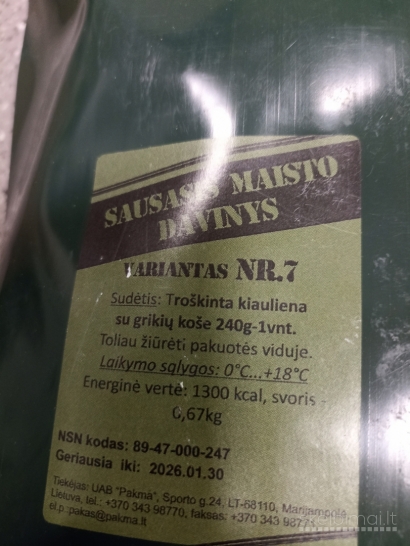 SAUSAS MAISTO
DAVINYS
VARIANTAS NR.7
Sudėtis: Troškinta kiauliena
su grikių koše 240g-1vnt.
Toliau žiūrėti pakuotės viduje.
Laikymo sąlygos: 0°C...+18°C
Energinė vertė: 1300 kcal, svoris -
0,67kg
NSN kodas: 89-47-000-247
Geriausia iki: 2026.01.30
Tiekėjas: UAB "Pakma", Sporto g.24, LT-68110, Marijampolė,
Lietuva, tel.: +370 343 98770, faksas: +370 343
el.p.:pakas@pakma.lt